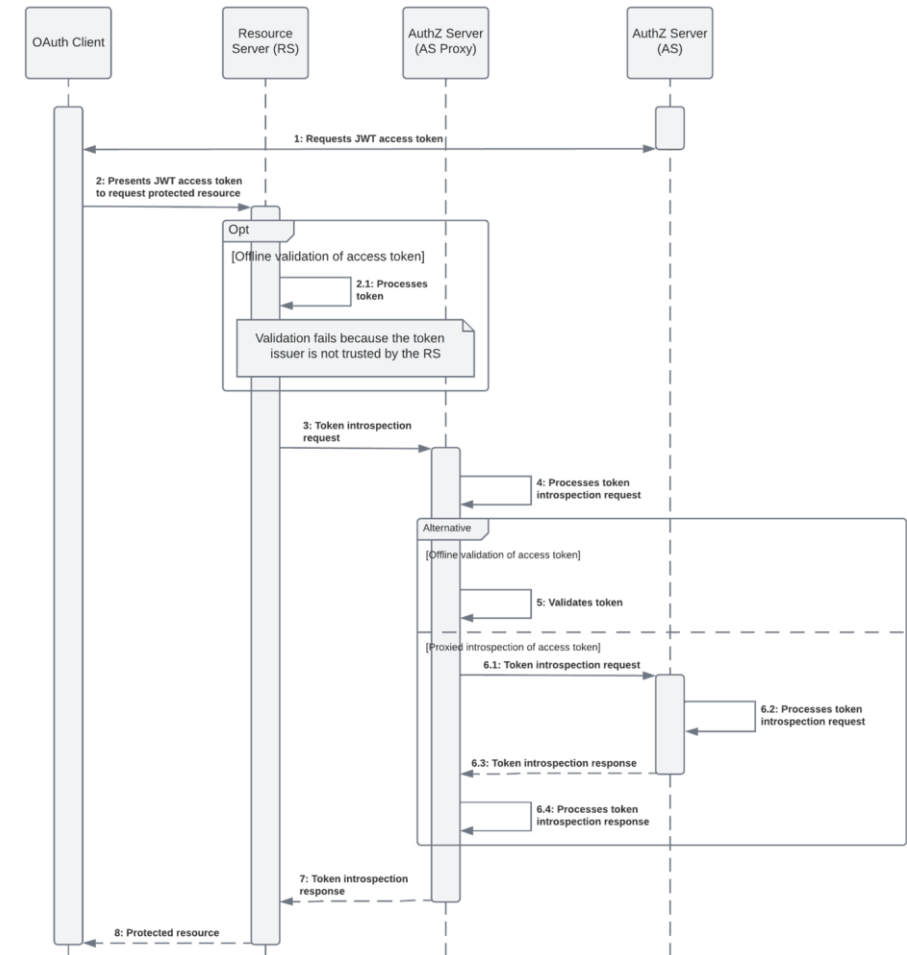 OAuth Client
Resource
Server (RS)
AuthZ Server
(AS Proxy)
AuthZ Server
(AS)
1: Requests JWT access token
2: Presents JWT access token
to request protected resource
Opt
[Offline validation of access token]
2.1: Processes
token
Validation fails because the token
issuer is not trusted by the RS
3: Token introspection
request
4: Processes token
introspection request
Alternative
[Offline validation of access token]
5: Validates token
[Proxied introspection of access token]
6.1: Token introspection request
6.2: Processes token
introspection request
6.3: Token introspection response
6.4: Processes token
introspection response
7: Token introspection
response
8: Protected resource